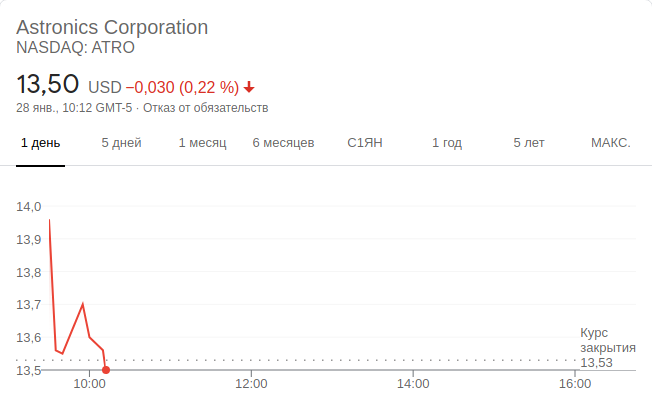 Astronics Corporation
NASDAQ: ATRO
13,50 USD −0,030 (0,22 %)
28 янв., 10:12 GMT-5 · Отказ от обязательств
1 день 5 дней 1 месяц 6 месяцев С1ЯН 1 год 5 лет МАКС.
14,0
13,9
13,8
13,7
13,6
13,5
Курс
закрытия
13,53
10:00 12:00 14:00 16:00